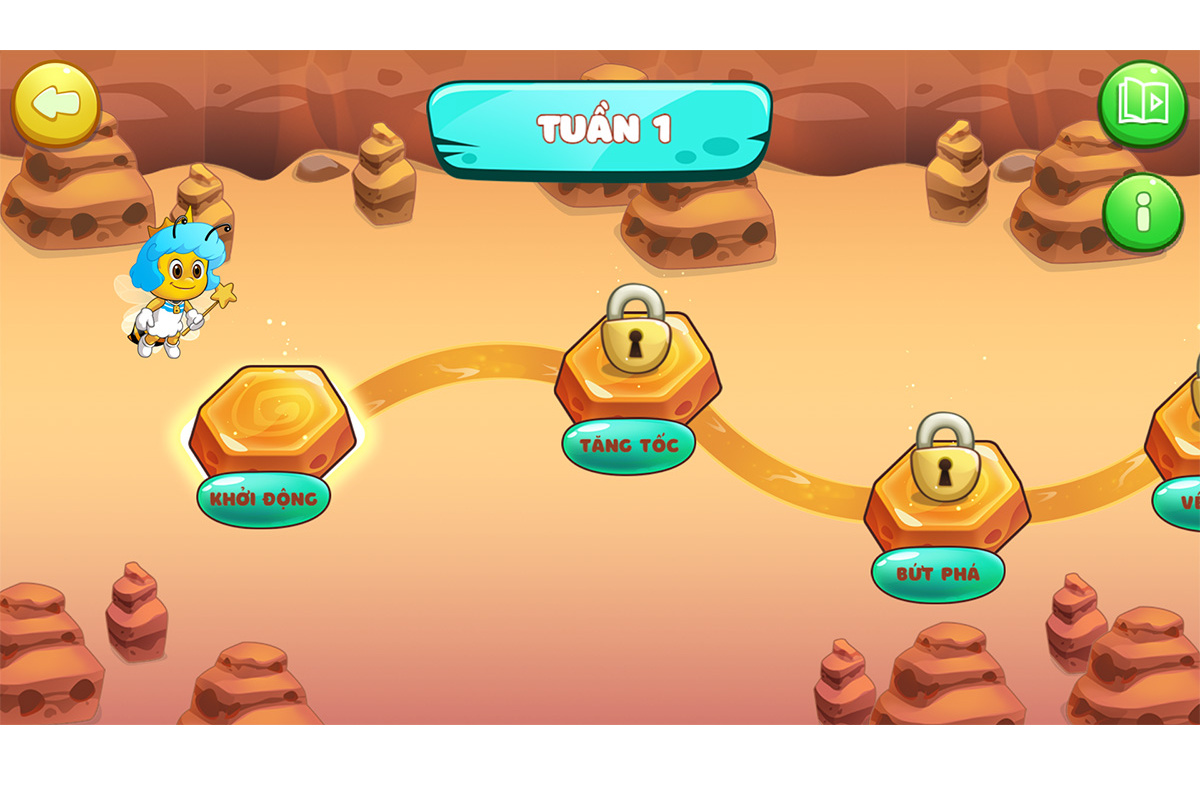 TUẦN 1
TĂNG TỐC
KHỞI ĐỘNG
BỨT PHÁ